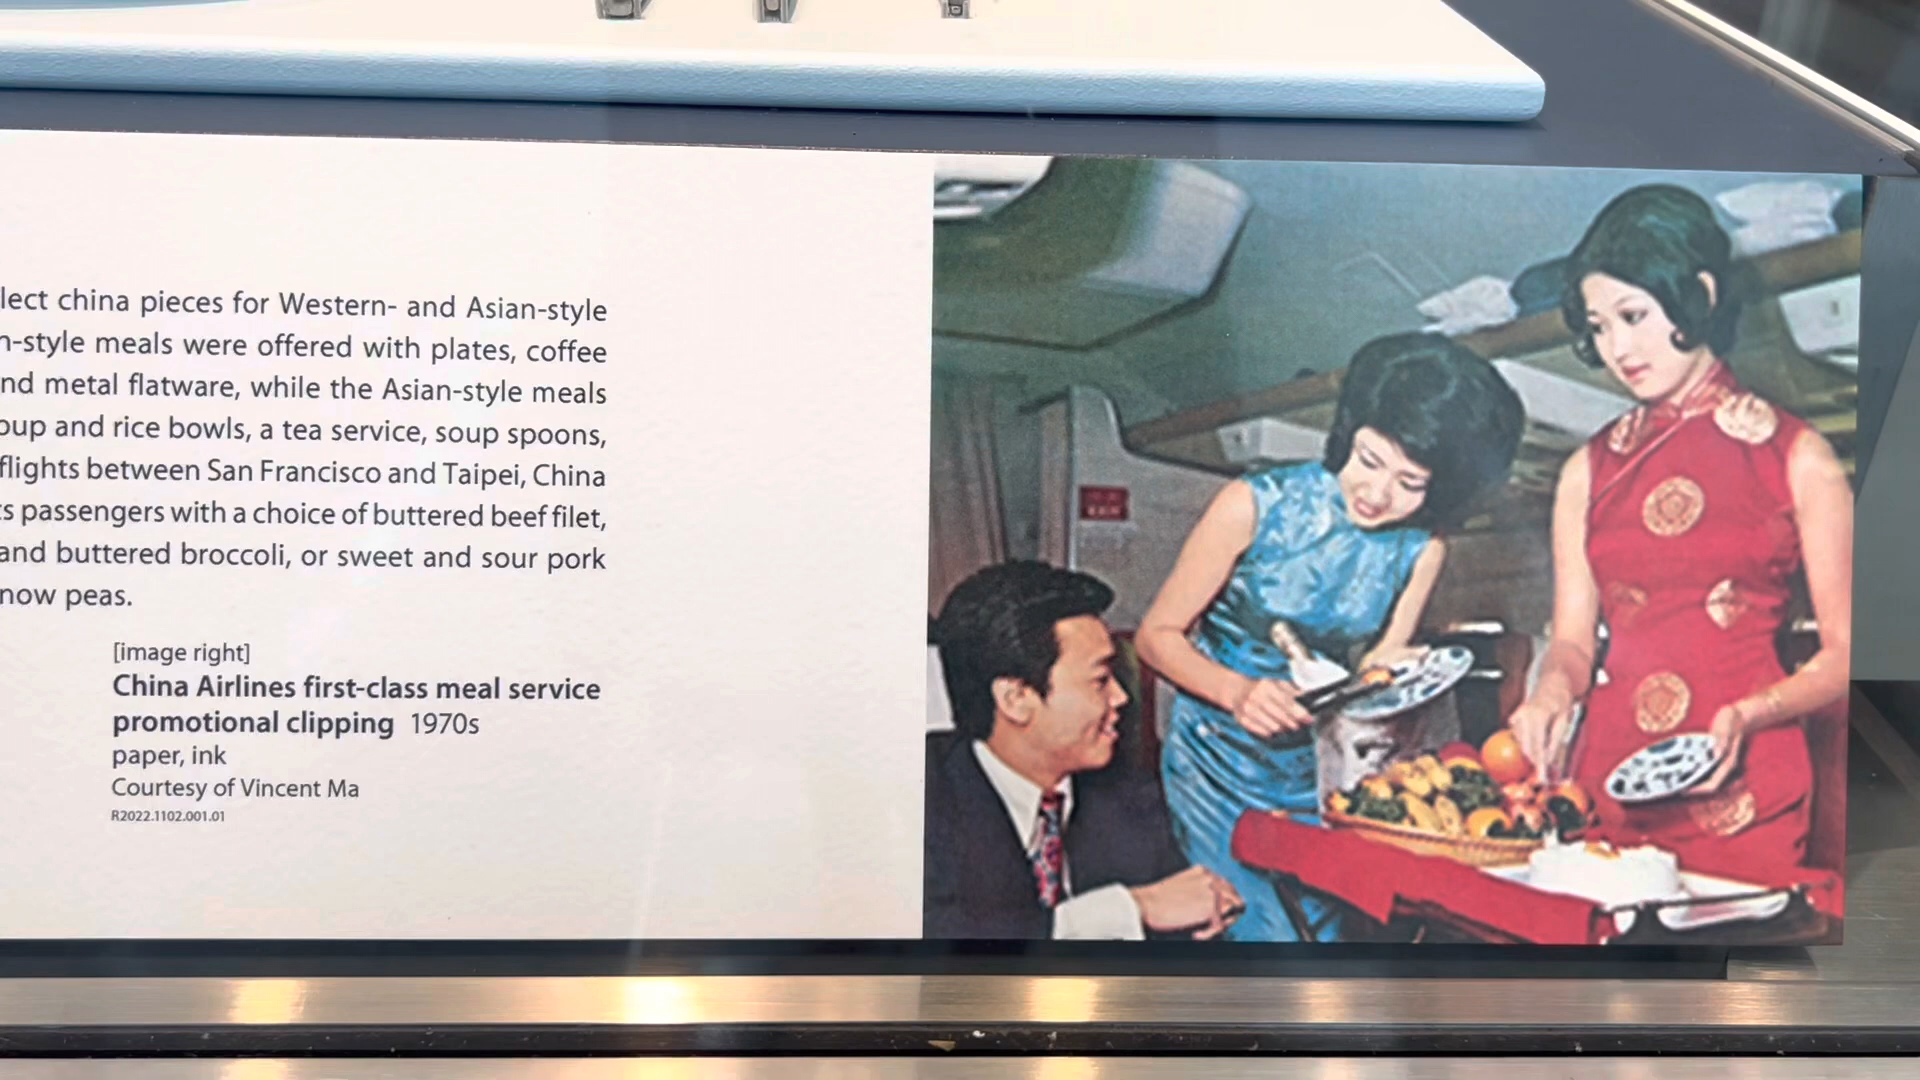 lect china pieces for Western- and Asian-style
n-style meals were offered with plates, coffee
nd metal flatware, while the Asian-style meals
oup and rice bowls, a tea service, soup spoons,
flights between San Francisco and Taipei, China
s passengers with a choice of buttered beef filet,
and buttered broccoli, or sweet and sour pork
now peas.
[image right]
China Airlines first-class meal service
promotional clipping 1970s
paper, ink
Courtesy of Vincent Ma
R2022.1102.001.01